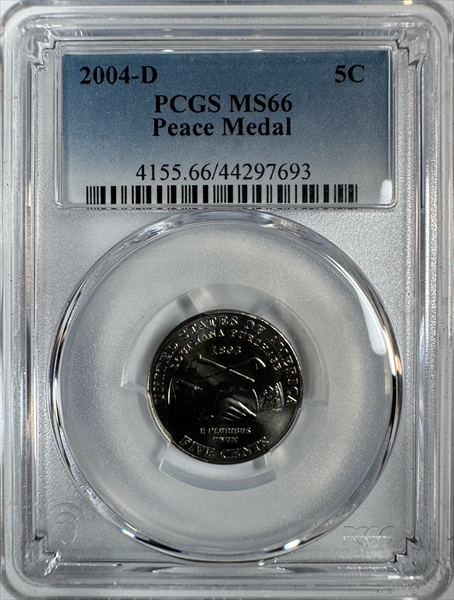 2004-D 5C
PCGS MS66
Peace Medal
4155.66/44297693
UNITED STATES OF AMERICA
LOUISIANA PURCHASE
1803
E PLURIBUS
UNUM
FIVE CENTS
PCGS